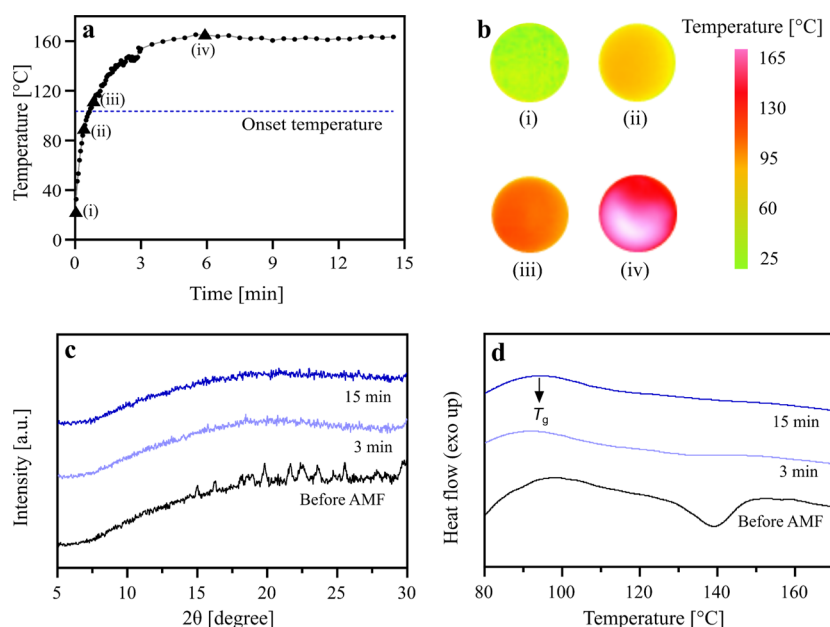 a
Temperature [°C]
160
120
80
40
0
(i)
(ii)
(iii)
(iv)
Onset temperature
0
3
6
9
12
15
Time [min]
b
Temperature [°C]
(i)
(ii)
(iii)
(iv)
165
130
95
60
25
c
Intensity [a.u.]
15 min
3 min
Before AMF
5
10
15
20
25
30
2θ [degree]
d
Heat flow (exo up)
Tg
15 min
3 min
Before AMF
80
100
120
140
160
Temperature [°C]